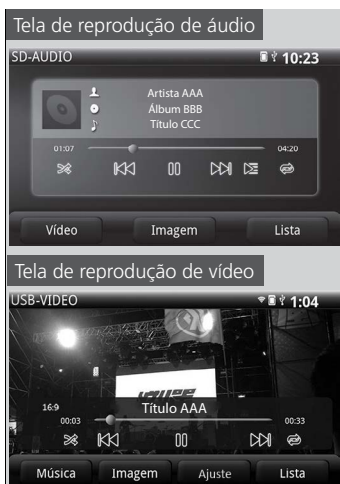 Tela de reprodução de áudio
SD-AUDIO 10:23
Artista AAA
Álbum BBB
Título CCC
01:07 04:20
Vídeo Imagem Lista
Tela de reprodução de vídeo
USB-VIDEO 1:04
16:9 Título AAA
00:03 00:33
Música Imagem Ajuste Lista